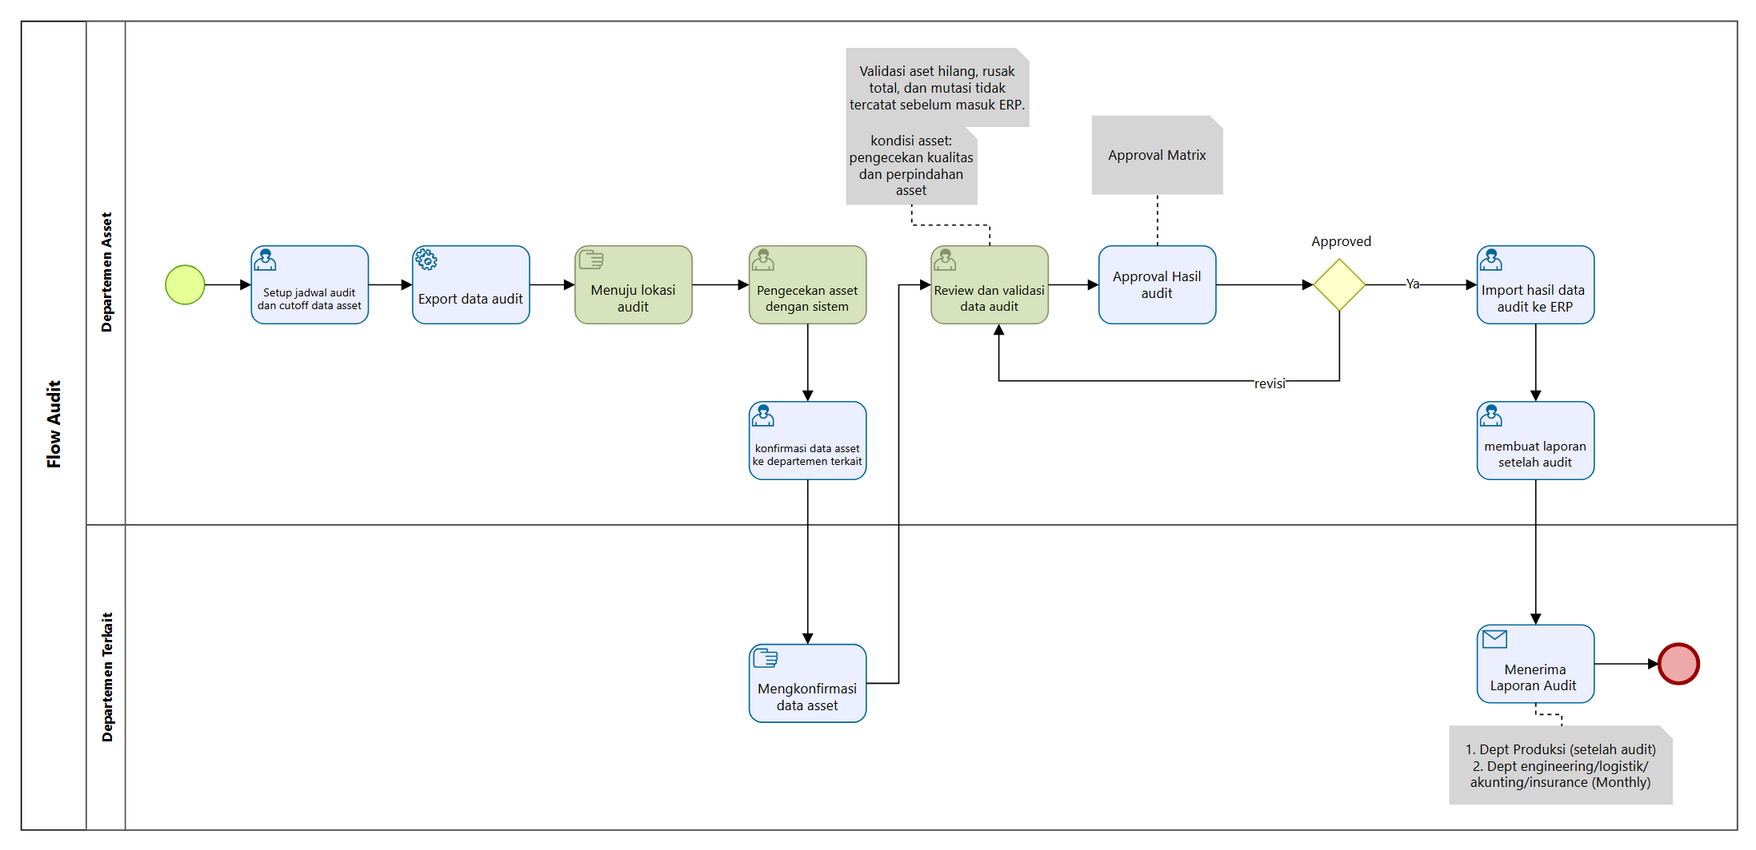 Flow Audit
Departemen Asset
Setup jadwal audit
dan cutoff data asset
Export data audit
Menuju lokasi
audit
Pengecekan asset
dengan sistem
konfirmasi data asset
ke departemen terkait
Validasi aset hilang, rusak
total, dan mutasi tidak
tercatat sebelum masuk ERP.
kondisi asset:
pengecekan kualitas
dan perpindahan
asset
Review dan validasi
data audit
Approval Matrix
Approval Hasil
audit
Approved
Ya
revisi
Import hasil data
audit ke ERP
membuat laporan
setelah audit
Departemen Terkait
Mengkonfirmasi
data asset
Menerima
Laporan Audit
1. Dept Produksi (setelah audit)
2. Dept engineering/logistik/
akunting/insurance (Monthly)